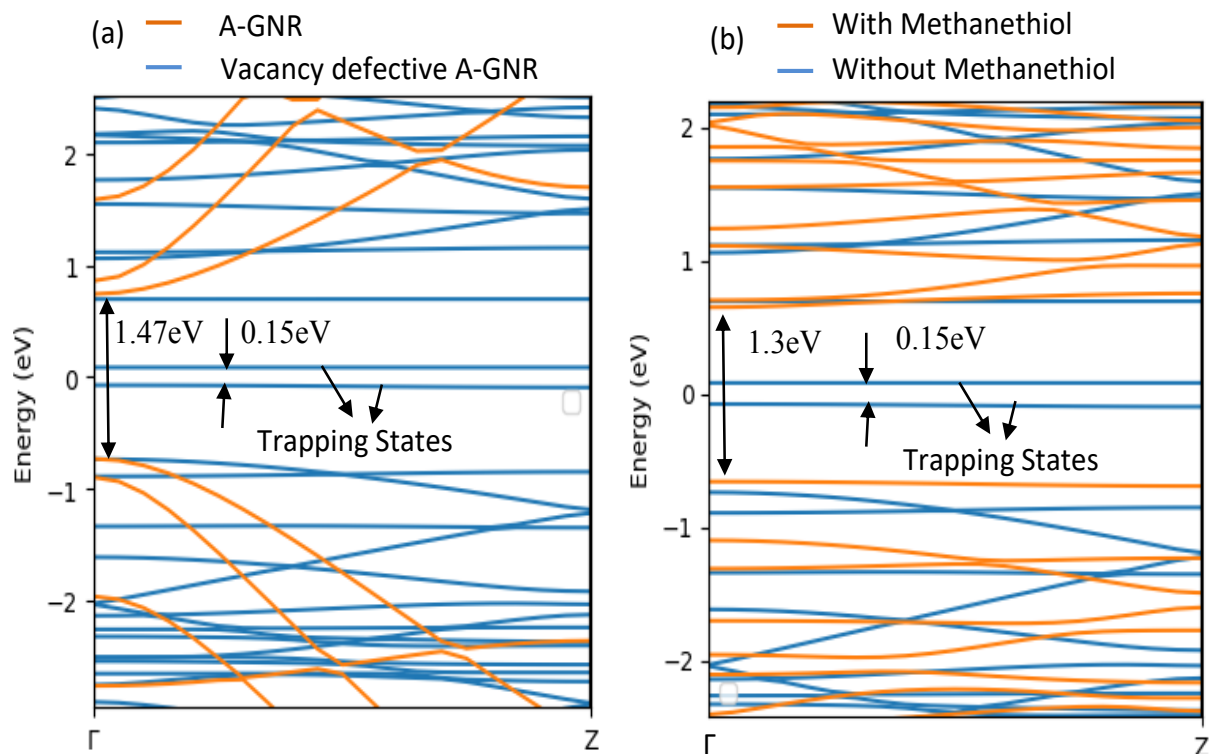 (a)
A-GNR
Vacancy defective A-GNR
Energy (eV)
2
1
0
−1
−2
1.47eV
0.15eV
Trapping States
Γ
Z
(b)
With Methanethiol
Without Methanethiol
Energy (eV)
2
1
0
−1
−2
1.3eV
0.15eV
Trapping States
Γ
Z